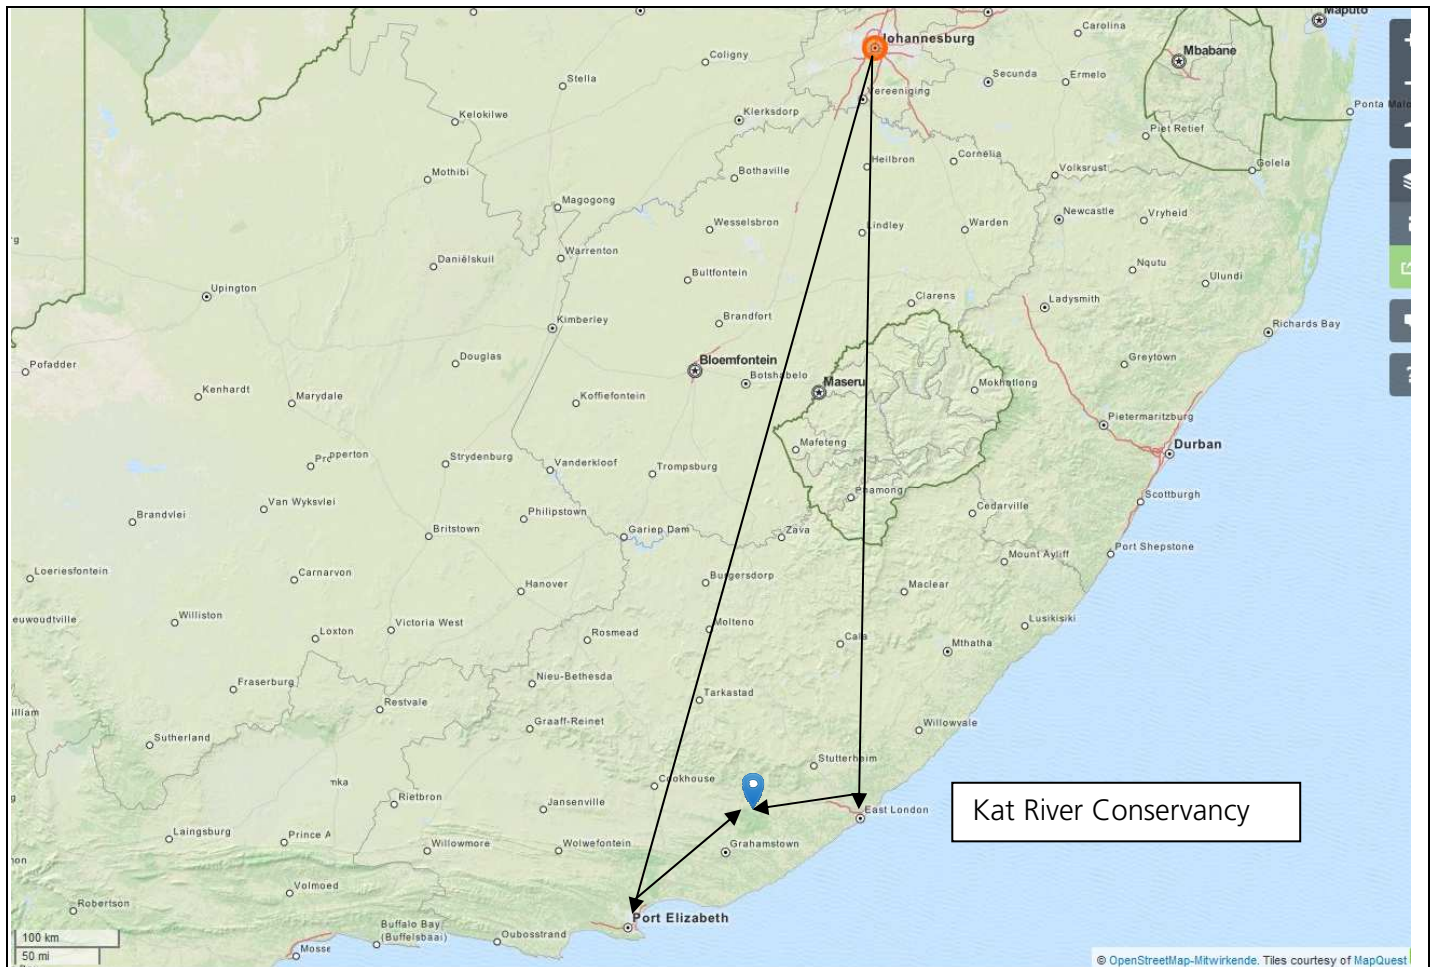 Maputo
Carolina
Johannesburg
Mbabane
Coligny
Secunda
Ermelo
Stella
Vereeniging
Ponta Malo
Klerksdorp
Kelokilwe
Piet Retief
Heilbron
Cornelia
Volksrust
Golela
Mothibi
Bothaville
Magogong
Newcastle
Vryheid
Wesselsbron
Lindley
Warden
Warrenton
Daniëlskuil
Nqutu
Bultfontein
Ulundi
Upington
Clarens
Ladysmith
Kimberley
Brandfort
Richards Bay
Pofadder
Douglas
Bloemfontein
Botshabelo
Greytown
Maseru
Mokhotlong
Kenhardt
Marydale
Koffiefontein
Pietermaritzburg
Durban
Mafeteng
Strydenburg
Vanderkloof
Trompsburg
Phamong
Scottburgh
Van Wyksvlei
Cedarville
Brandvlei
Philipstown
Britstown
Gariep Dam
Zava
Port Shepstone
Mount Ayliff
Loeriesfontein
Carnarvon
Hanover
Burgersdorp
Maclear
euwoudtville
Williston
Victoria West
Molteno
Lusikisiki
Loxton
Rosmead
Cala
Mthatha
Nieu-Bethesda
Fraserburg
Tarkastad
Restvale
illiam
Graaff-Reinet
Willowvale
Sutherland
Stutterheim
nka
Cookhouse
Rietbron
Jansenville
East London
Kat River Conservancy
Laingsburg
Prince A
Willowmore
Wolwefontein
Grahamstown
Volmoed
Robertson
Port Elizabeth
Buffalo Bay
(Buffelsbaai)
Oubosstrand
Mosse
100 km
50 mi
© OpenStreetMap-Mitwirkende. Tiles courtesy of MapQuest